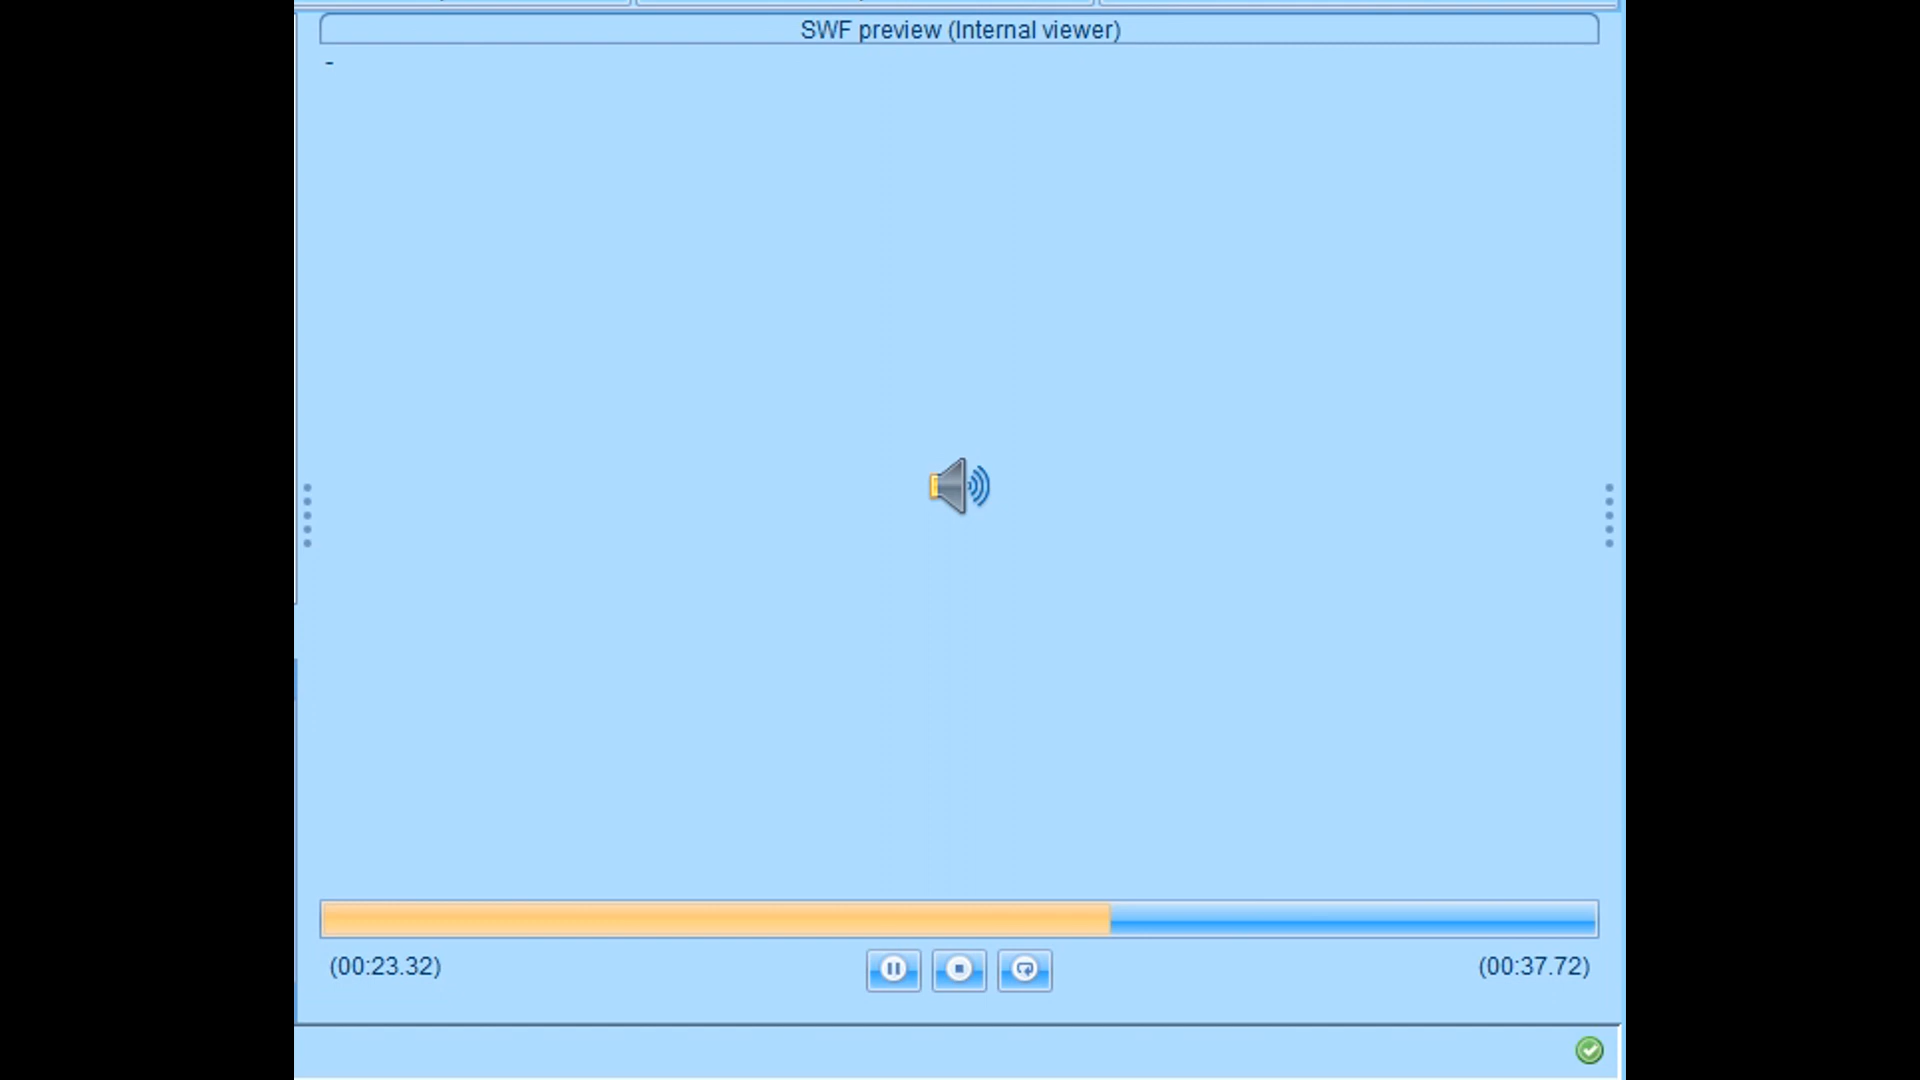 SWF preview (Internal viewer)
-
(00:23.32)
(00:37.72)